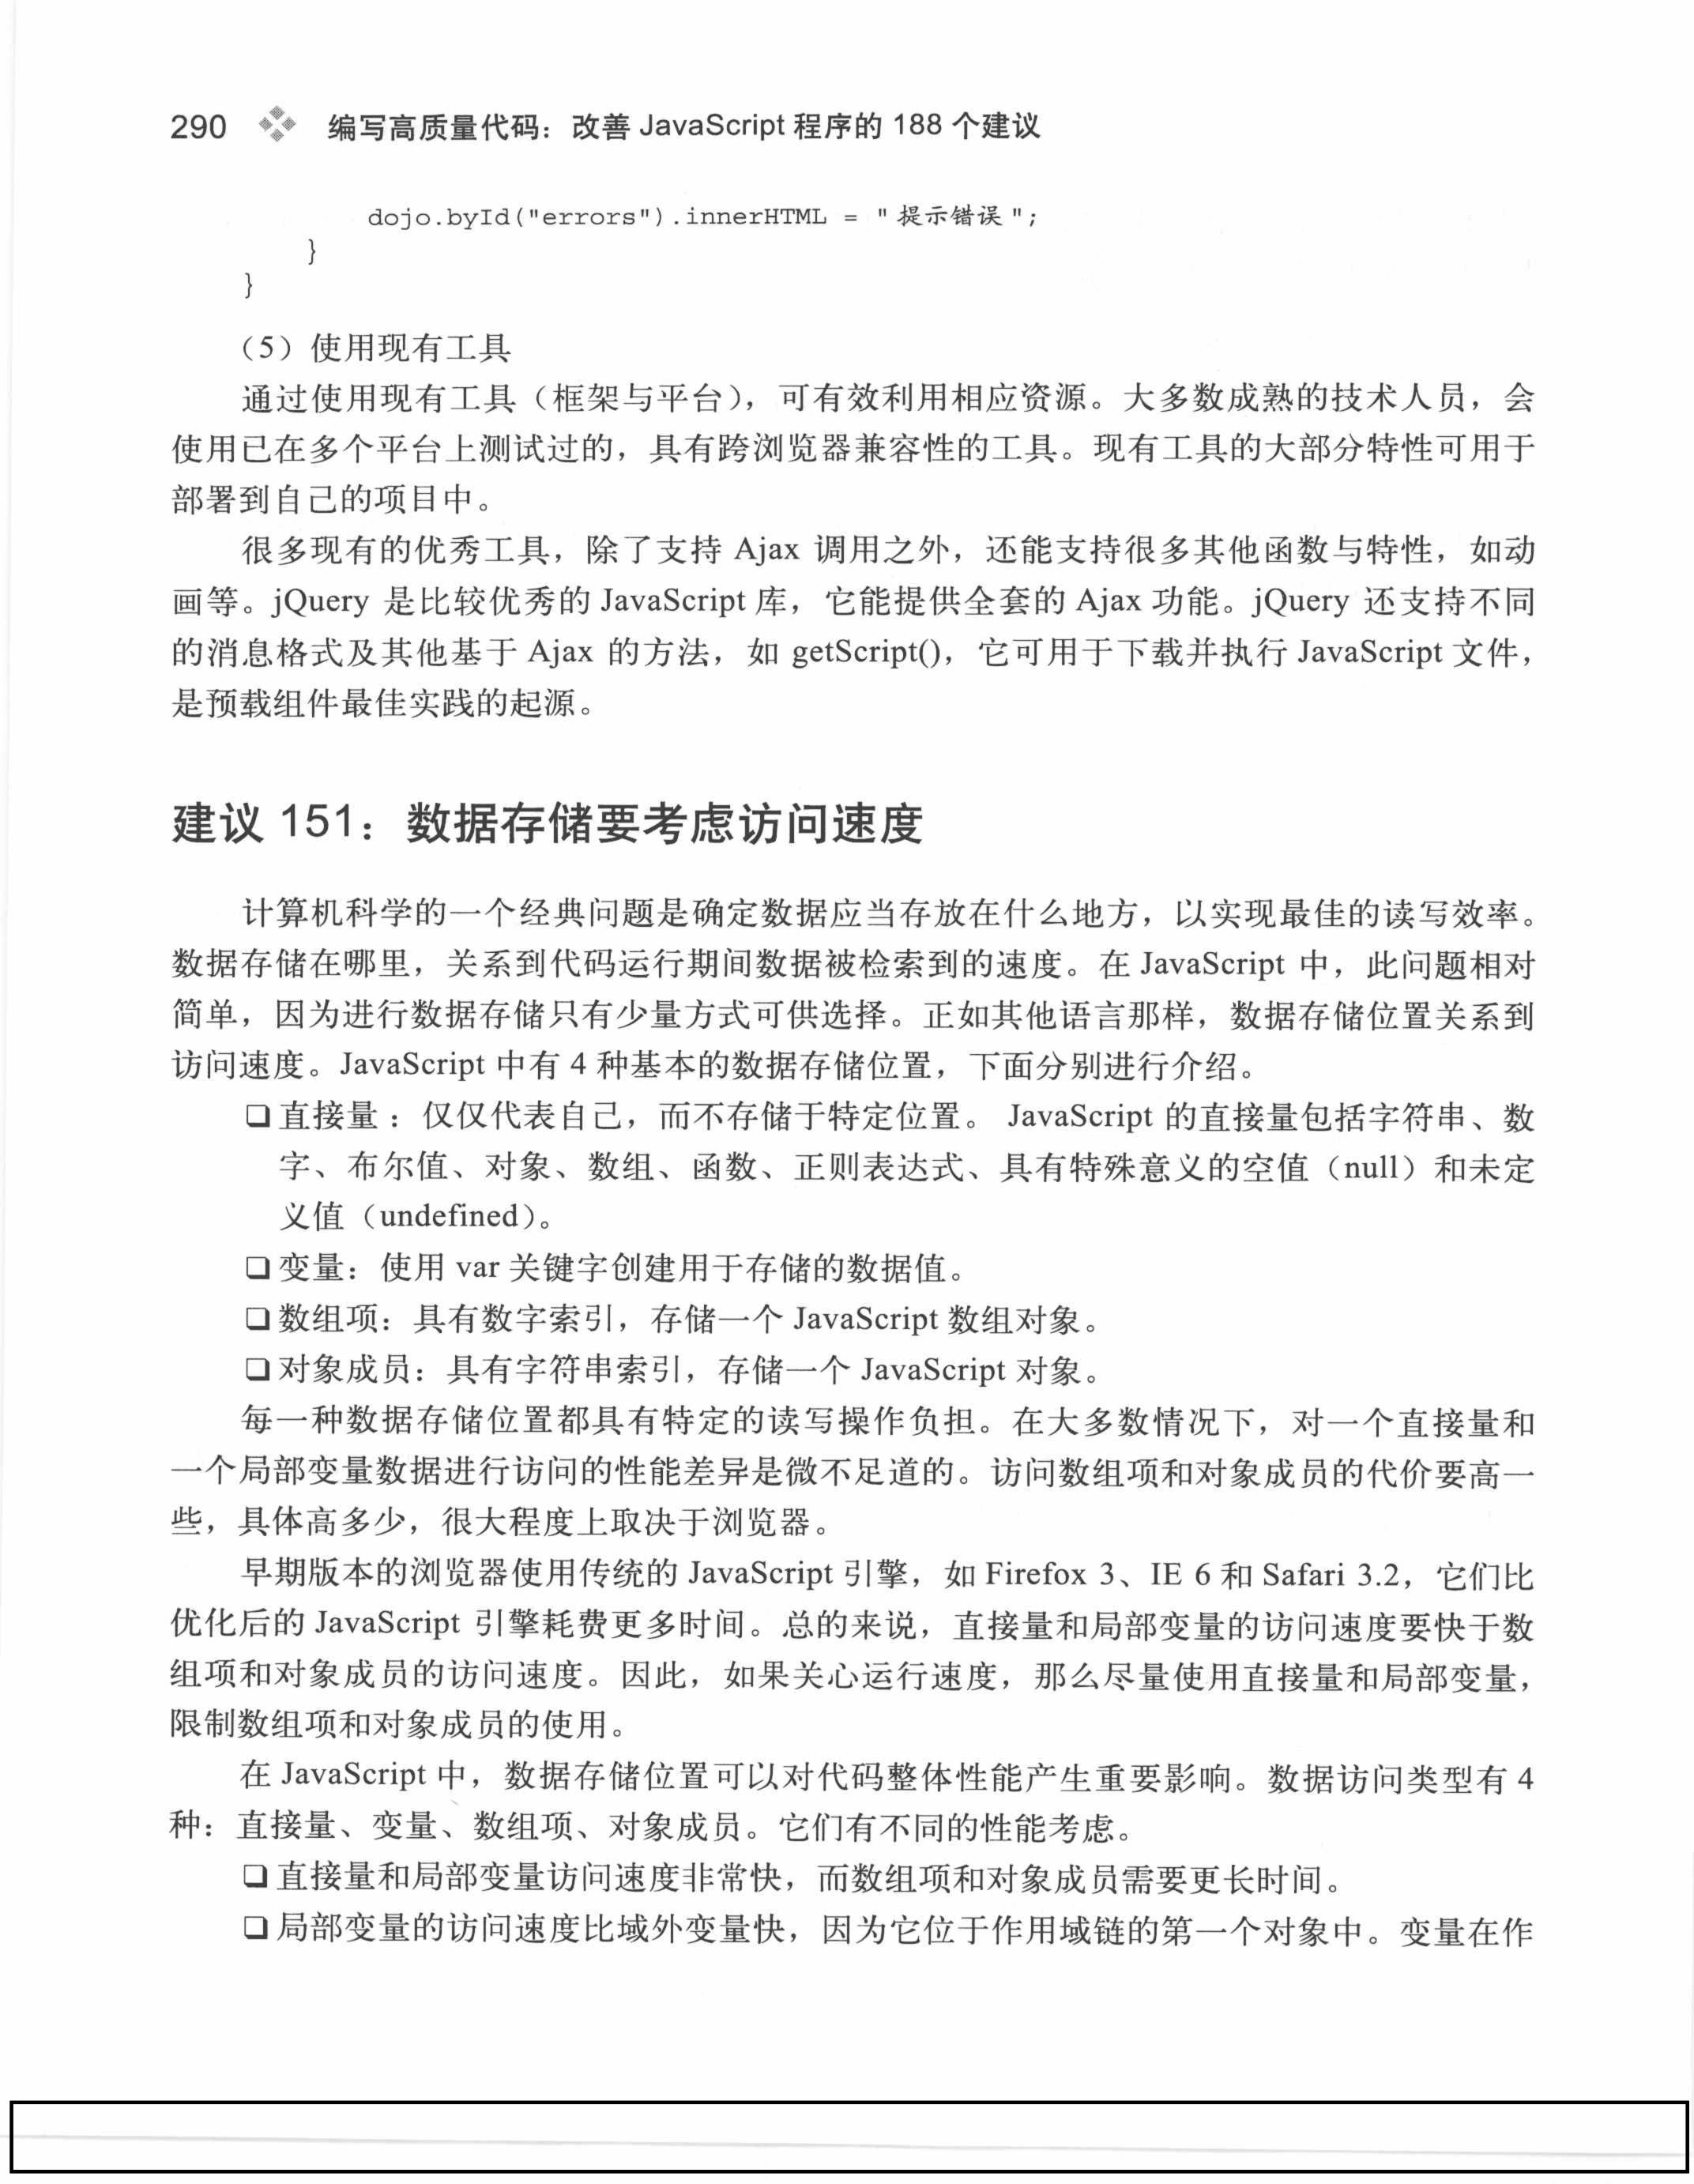 290 编写高质量代码：改善 JavaScript 程序的 188 个建议
dojo.byId("errors").innerHTML = "提示错误";
}
}
（5）使用现有工具
通过使用现有工具（框架与平台），可有效利用相应资源。大多数成熟的技术人员，会
使用已在多个平台上测试过的，具有跨浏览器兼容性的工具。现有工具的大部分特性可用于
部署到自己的项目中。
很多现有的优秀工具，除了支持 Ajax 调用之外，还能支持很多其他函数与特性，如动
画等。jQuery 是比较优秀的 JavaScript 库，它能提供全套的 Ajax 功能。jQuery 还支持不同
的消息格式及其他基于 Ajax 的方法，如 getScript()，它可用于下载并执行 JavaScript 文件，
是预载组件最佳实践的起源。
建议 151：数据存储要考虑访问速度
计算机科学的一个经典问题是确定数据应当存放在什么地方，以实现最佳的读写效率。
数据存储在哪里，关系到代码运行期间数据被检索到的速度。在 JavaScript 中，此问题相对
简单，因为进行数据存储只有少量方式可供选择。正如其他语言那样，数据存储位置关系到
访问速度。JavaScript 中有 4 种基本的数据存储位置，下面分别进行介绍。
❑ 直接量：仅仅代表自己，而不存储于特定位置。 JavaScript 的直接量包括字符串、数
字、布尔值、对象、数组、函数、正则表达式、具有特殊意义的空值（null）和未定
义值（undefined）。
❑ 变量：使用 var 关键字创建用于存储的数据值。
❑ 数组项：具有数字索引，存储一个 JavaScript 数组对象。
❑ 对象成员：具有字符串索引，存储一个 JavaScript 对象。
每一种数据存储位置都具有特定的读写操作负担。在大多数情况下，对一个直接量和
一个局部变量数据进行访问的性能差异是微不足道的。访问数组项和对象成员的代价要高一
些，具体高多少，很大程度上取决于浏览器。
早期版本的浏览器使用传统的 JavaScript 引擎，如 Firefox 3、IE 6 和 Safari 3.2，它们比
优化后的 JavaScript 引擎耗费更多时间。总的来说，直接量和局部变量的访问速度要快于数
组项和对象成员的访问速度。因此，如果关心运行速度，那么尽量使用直接量和局部变量，
限制数组项和对象成员的使用。
在 JavaScript 中，数据存储位置可以对代码整体性能产生重要影响。数据访问类型有 4
种：直接量、变量、数组项、对象成员。它们有不同的性能考虑。
❑ 直接量和局部变量访问速度非常快，而数组项和对象成员需要更长时间。
❑ 局部变量的访问速度比域外变量快，因为它位于作用域链的第一个对象中。变量在作